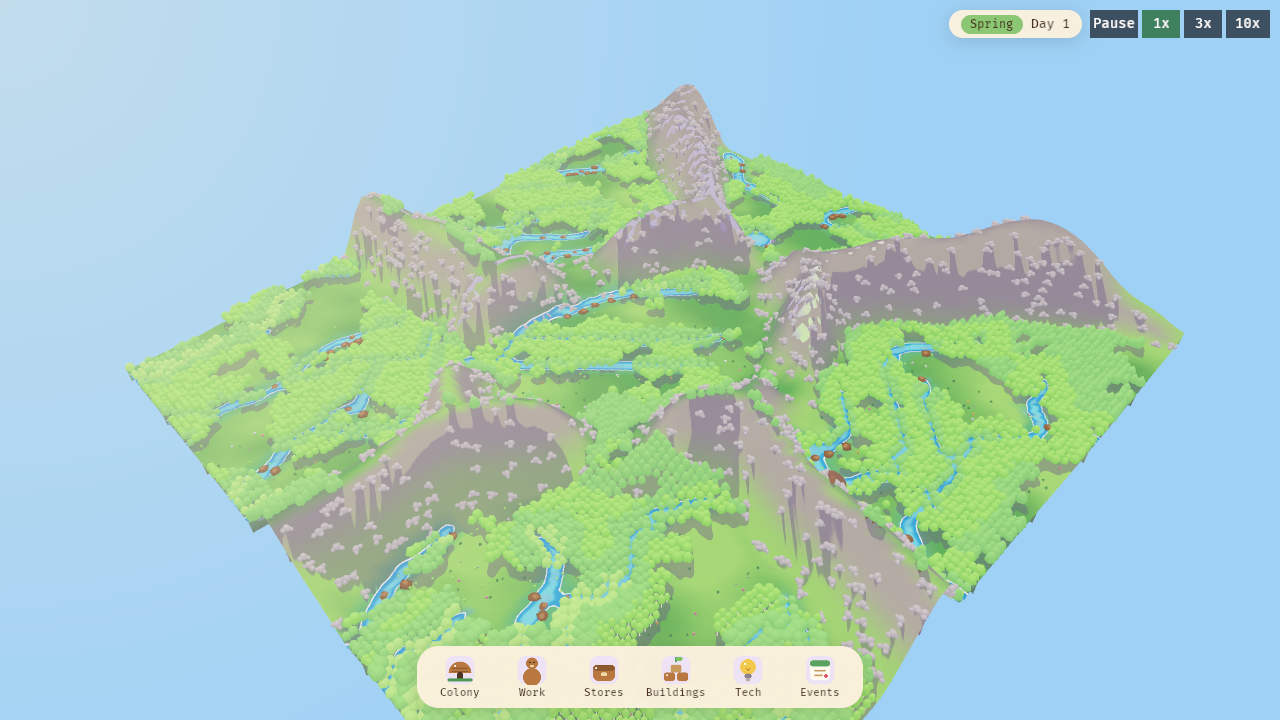 Spring Day 1 Pause 1x 3x 10x
Colony Work Stores Buildings Tech Events